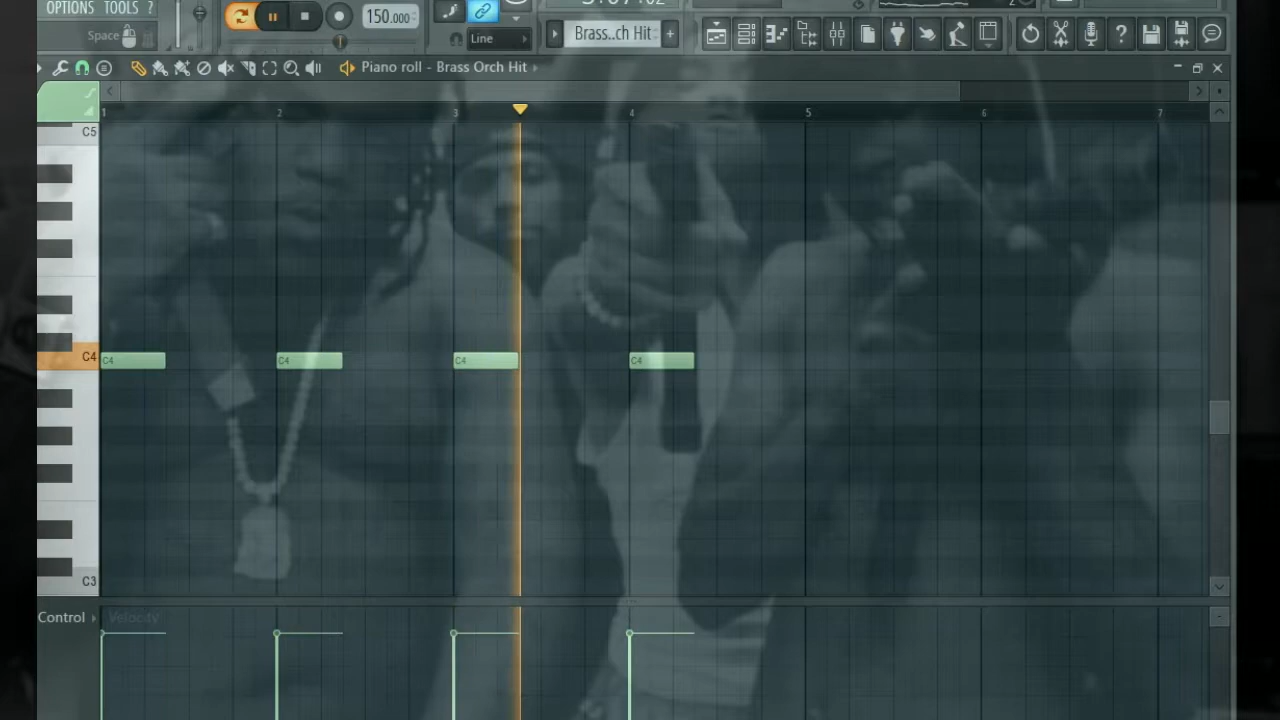 OPTIONS TOOLS ?
150.000
Space
Line
Brass..ch Hit
+
?
Piano roll - Brass Orch Hit
1 2 3 4 5 6 7
C5
C4
C4 C4 C4 C4
C3
Control
Velocity